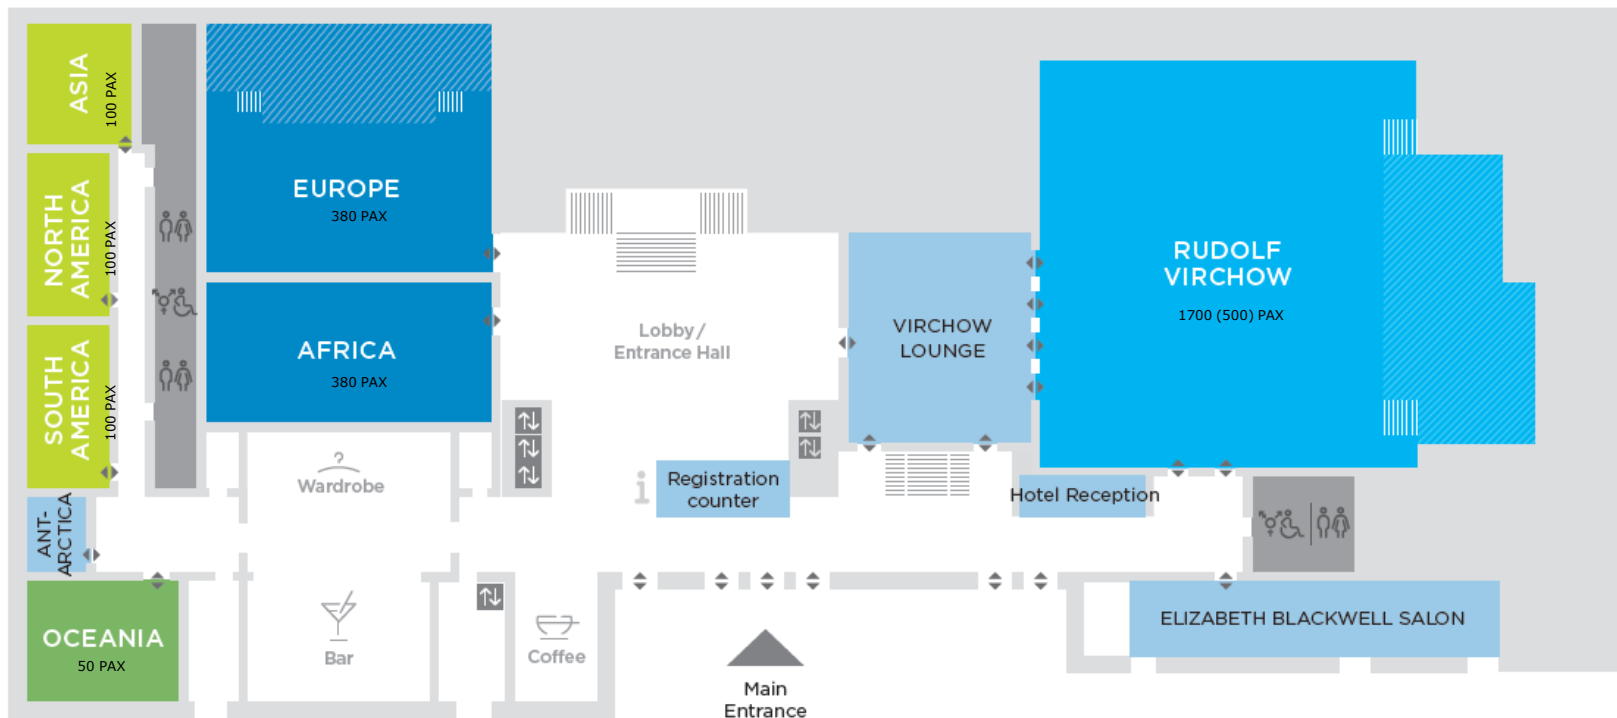 ASIA
100 PAX
NORTH
AMERICA
100 PAX
SOUTH
AMERICA
100 PAX
ANT-
ARCTICA
OCEANIA
50 PAX
EUROPE
380 PAX
AFRICA
380 PAX
Wardrobe
Bar
Coffee
Lobby/
Entrance Hall
i
Registration
counter
VIRCHOW
LOUNGE
Hotel Reception
RUDOLF
VIRCHOW
1700 (500) PAX
ELIZABETH BLACKWELL SALON
Main
Entrance